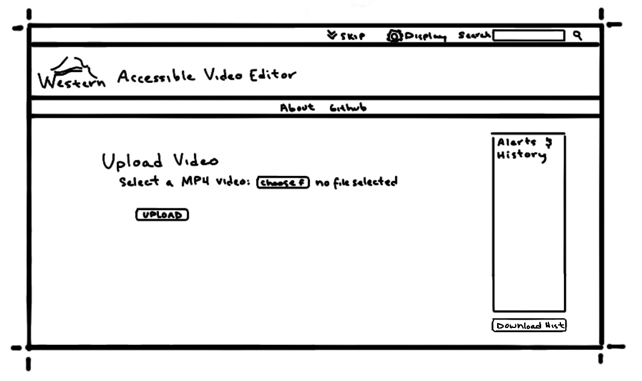 Skip Display Search
Western Accessible Video Editor
About Github
Upload Video
Select a MP4 video: choose F no file selected
UPLOAD
Alerts &
History
Download Hist